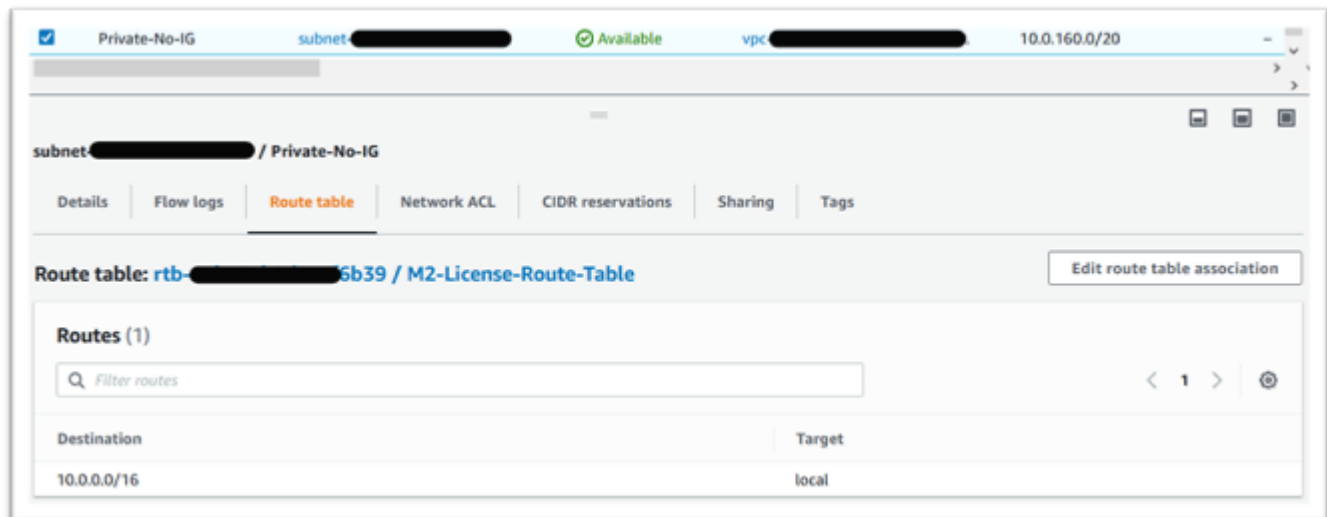 Private-No-IG subnet- Available vpc- 10.0.160.0/20 –
subnet- / Private-No-IG
Details Flow logs Route table Network ACL CIDR reservations Sharing Tags
Route table: rtb- 6b39 / M2-License-Route-Table Edit route table association
Routes (1)
Filter routes < 1 >
Destination Target
10.0.0.0/16 local